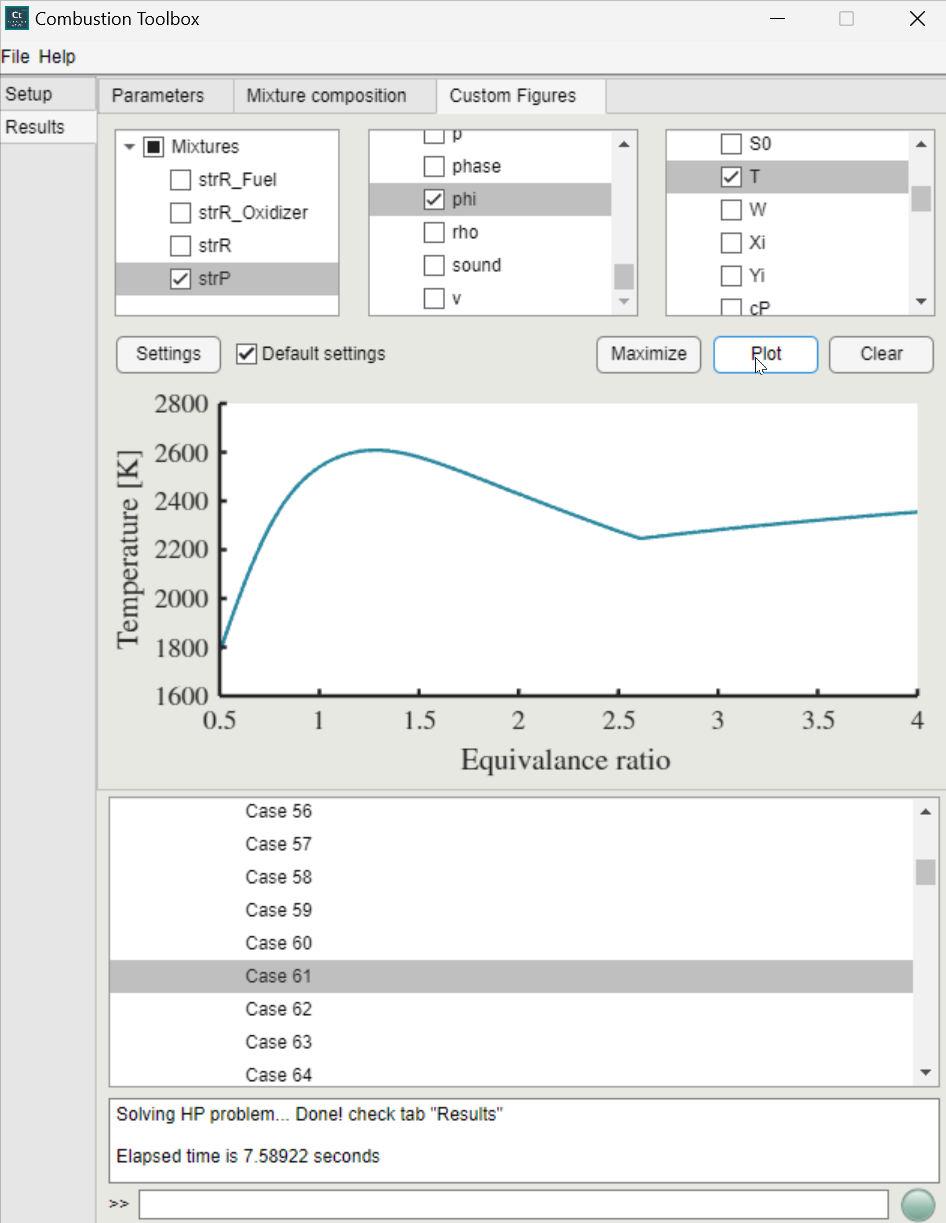 Ct
Combustion Toolbox
File Help
Setup
Results
Parameters
Mixture composition
Custom Figures
Mixtures
strR_Fuel
strR_Oxidizer
strR
strP
p
phase
phi
rho
sound
v
S0
T
W
Xi
Yi
cP
Settings
Default settings
Maximize
Plot
Clear
2800
2600
2400
2200
2000
1800
1600
Temperature [K]
0.5 1 1.5 2 2.5 3 3.5 4
Equivalance ratio
Case 56
Case 57
Case 58
Case 59
Case 60
Case 61
Case 62
Case 63
Case 64
Solving HP problem... Done! check tab "Results"
Elapsed time is 7.58922 seconds
>>